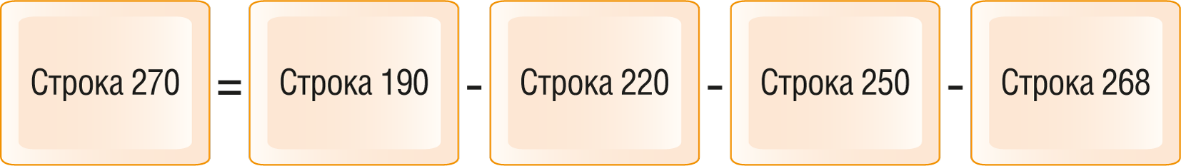 Строка 270 = Строка 190 - Строка 220 - Строка 250 - Строка 268